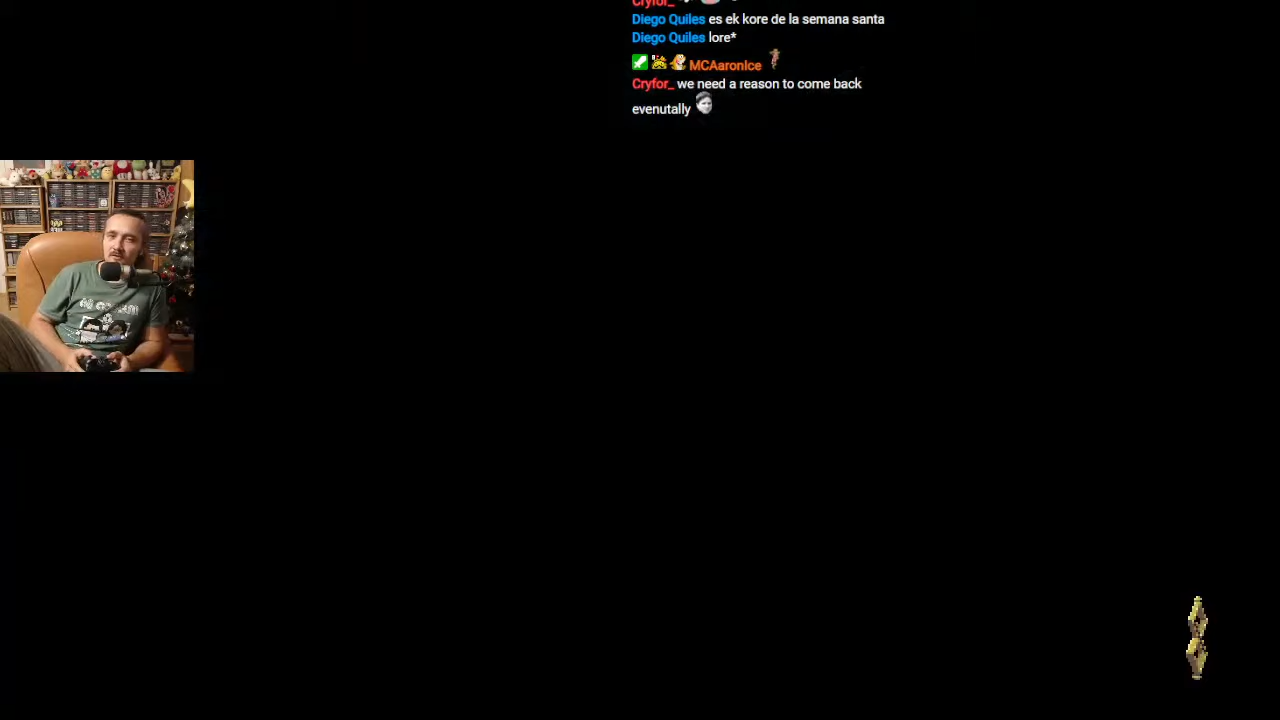 Cryfor_
Diego Quiles es ek kore de la semana santa
Diego Quiles lore*
MCAaronIce
Cryfor_ we need a reason to come back
evenutally